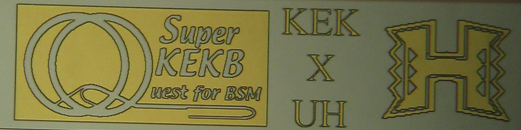 Super
KEKB
Quest for BSM
KEK
X
UH
H